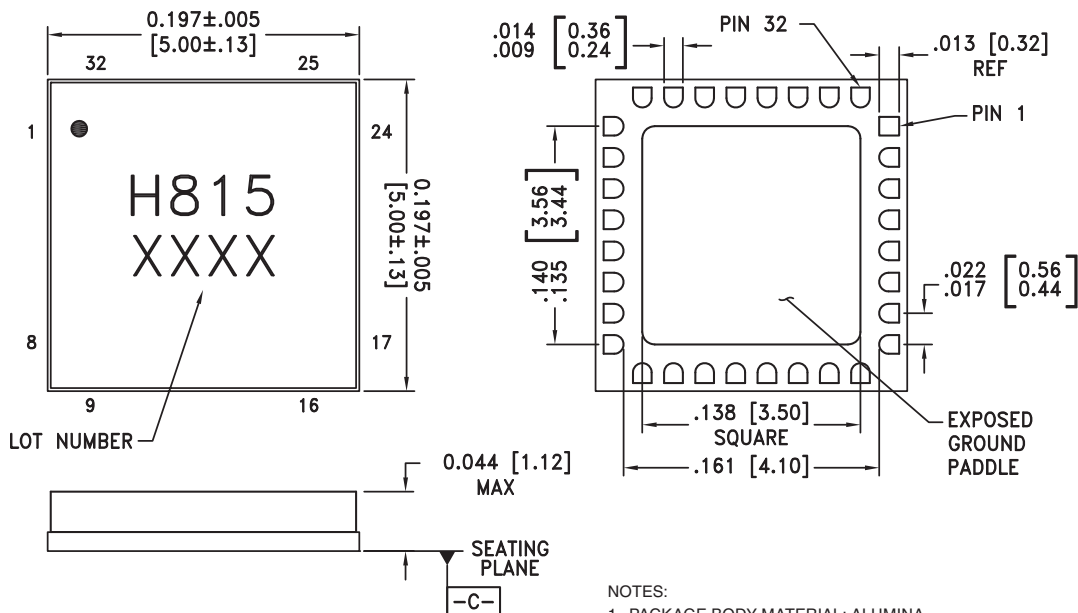 0.197±.005
[5.00±.13]
32
25
1
24
H815
XXXX
0.197±.005
[5.00±.13]
8
17
9
16
LOT NUMBER
0.044 [1.12]
MAX
SEATING
PLANE
-C-
.014 [0.36
.009 0.24]
PIN 32
.013 [0.32]
REF
PIN 1
[3.56
3.44]
.140
.135
.022 [0.56
.017 0.44]
.138 [3.50]
SQUARE
.161 [4.10]
EXPOSED
GROUND
PADDLE
NOTES:
1. PACKAGE BODY MATERIAL: ALUMINA